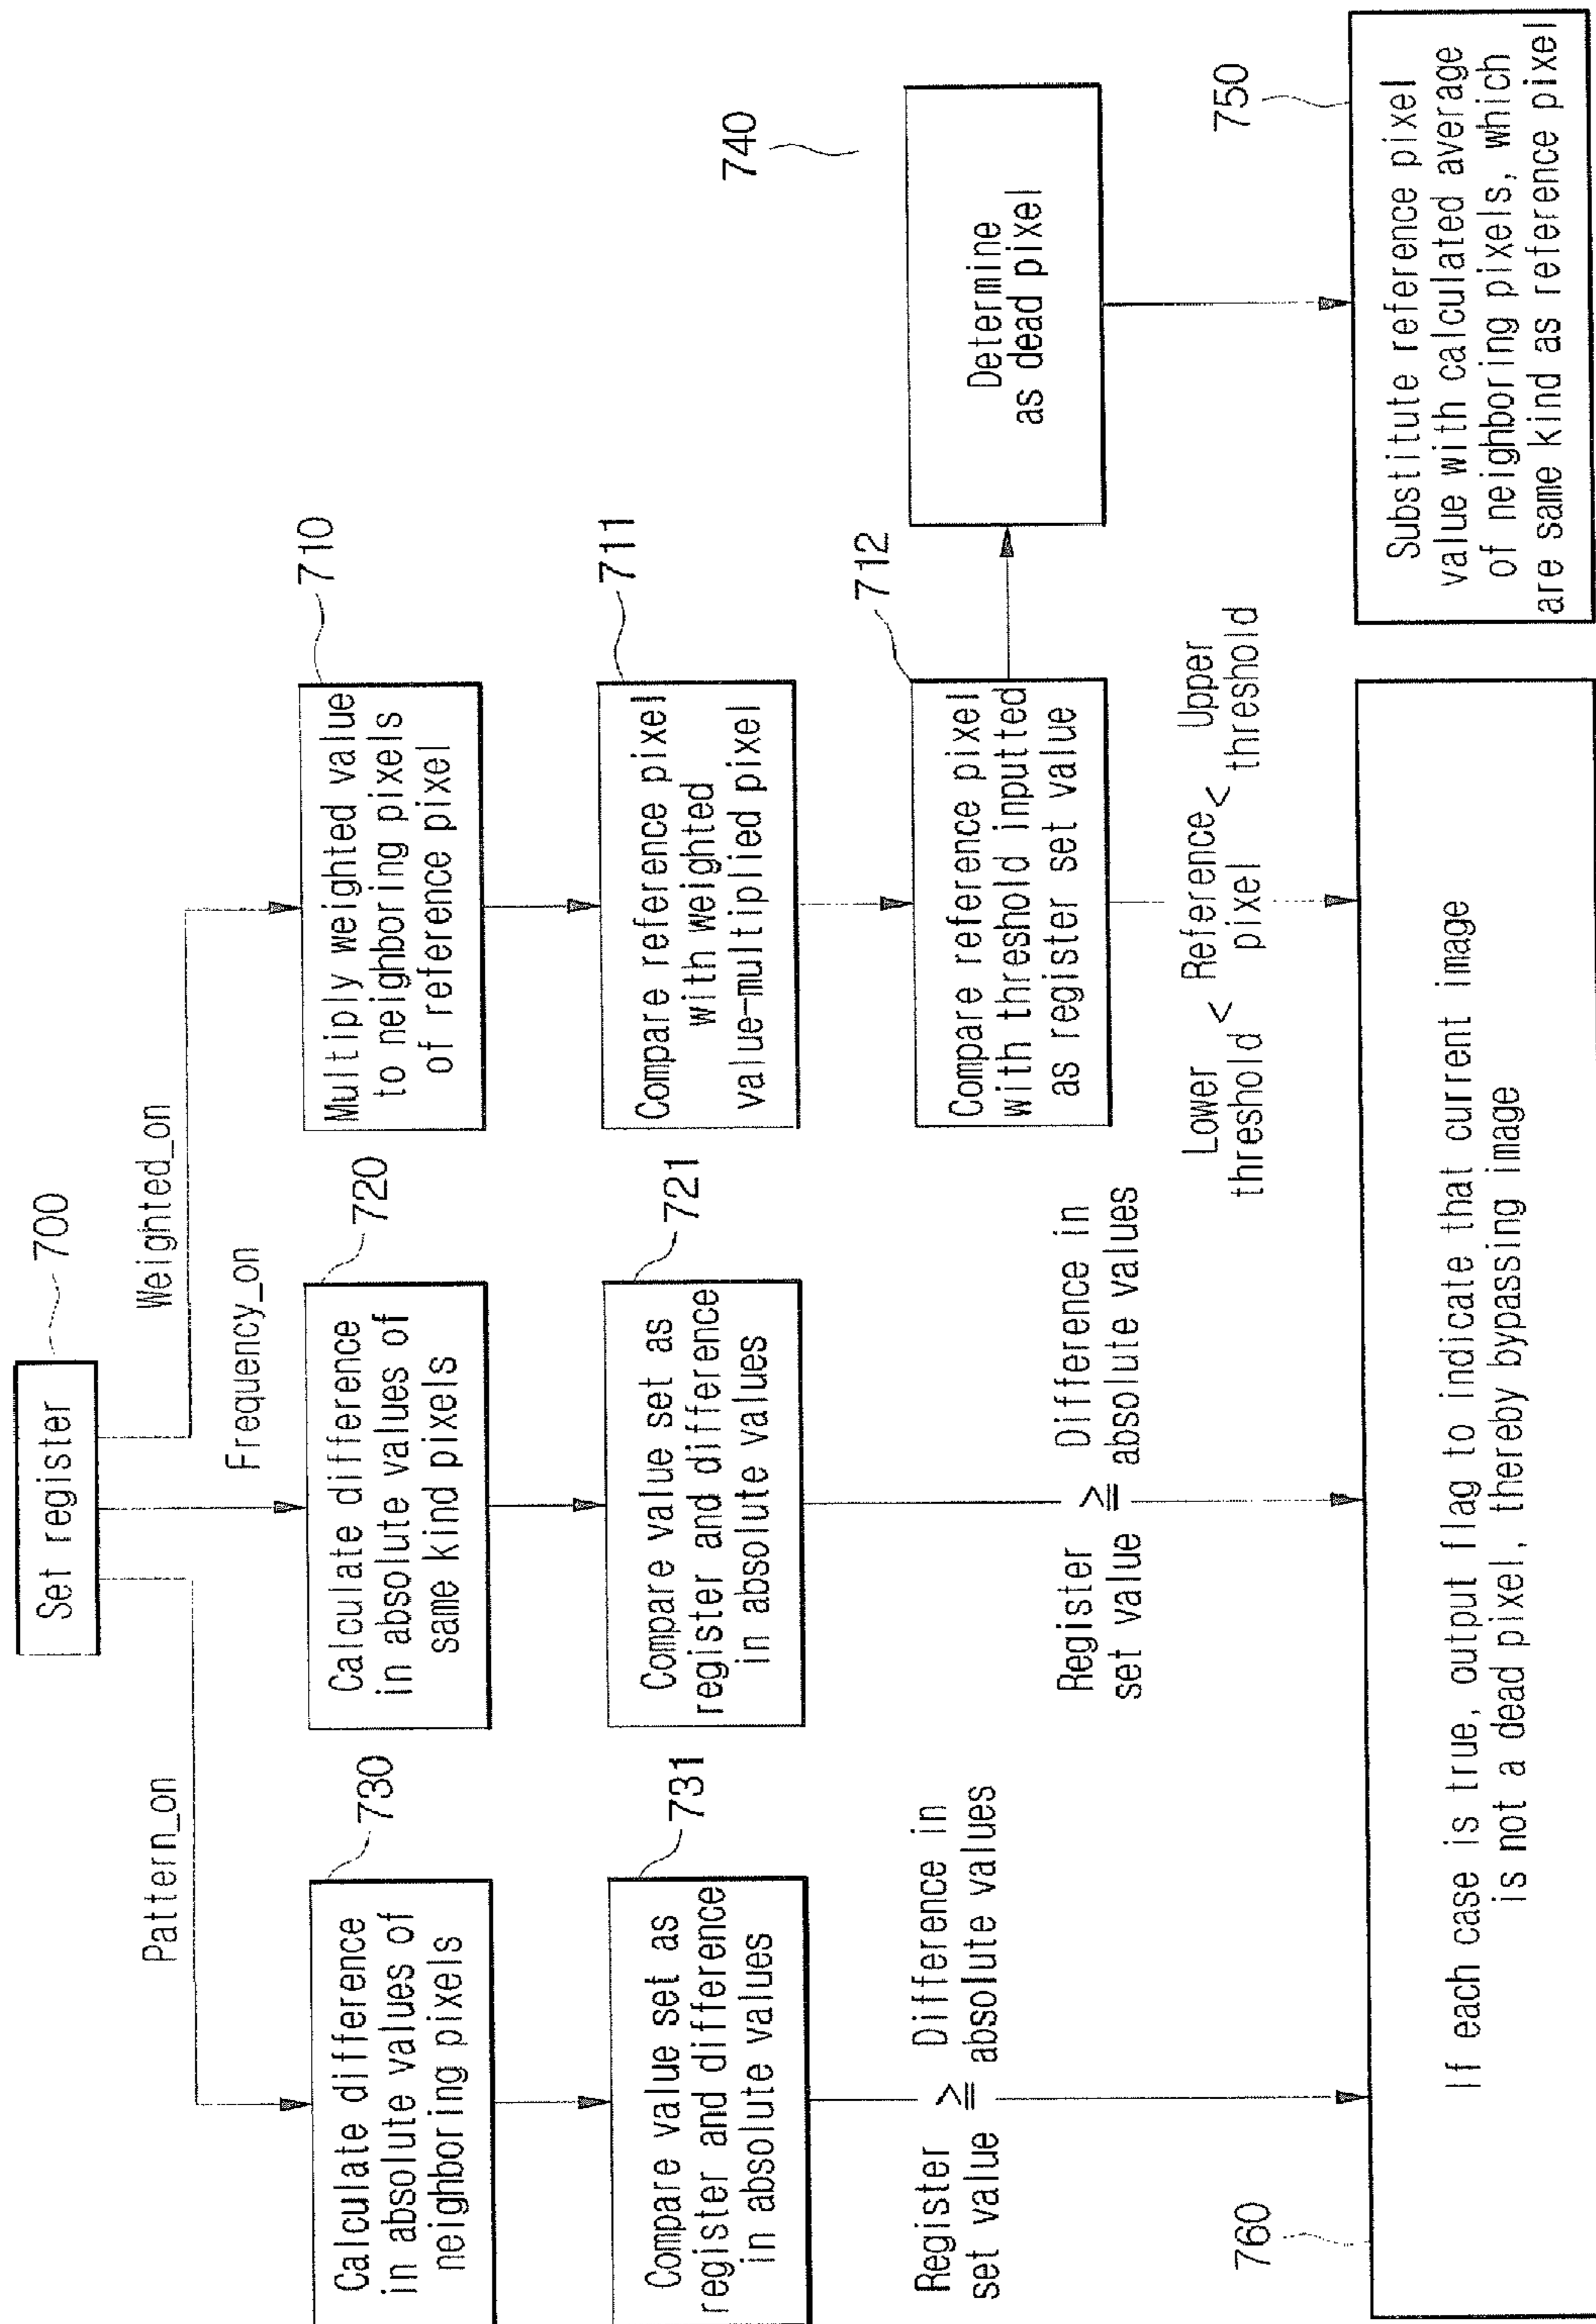 Set register
700
Pattern_on
Frequency_on
Weighted_on
730
Calculate difference
in absolute values of
neighboring pixels
720
Calculate difference
in absolute values of
same kind pixels
710
Multiply weighted value
to neighboring pixels
of reference pixel
731
Compare value set as
register and difference
in absolute values
721
Compare value set as
register and difference
in absolute values
711
Compare reference pixel
with weighted
value-multiplied pixel
712
Compare reference pixel
with threshold inputted
as register set value
740
Determine
as dead pixel
Register ≧ Difference in
set value absolute values
Register ≧ Difference in
set value absolute values
Lower < Reference < Upper
threshold pixel threshold
750
Substitute reference pixel
value with calculated average
of neighboring pixels, which
are same kind as reference pixel
760
If each case is true, output flag to indicate that current image
is not a dead pixel, thereby bypassing image